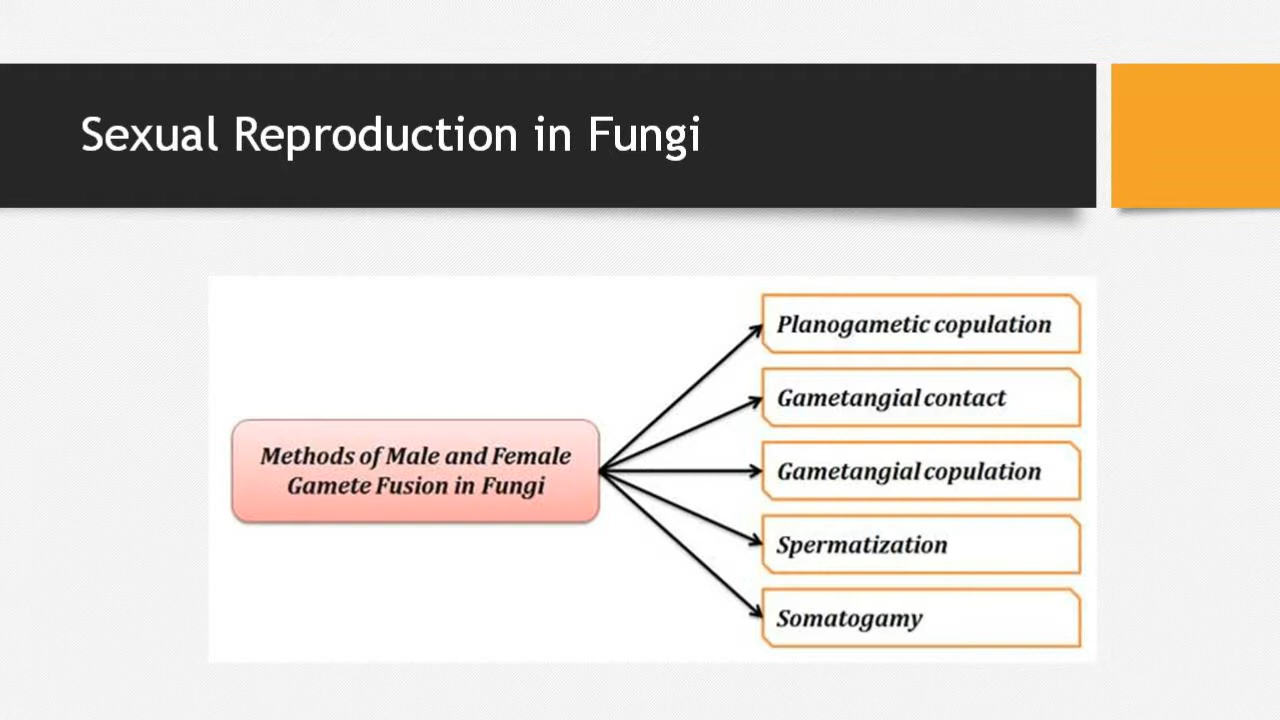 Sexual Reproduction in Fungi
Methods of Male and Female
Gamete Fusion in Fungi
Planogametic copulation
Gametangial contact
Gametangial copulation
Spermatization
Somatogamy